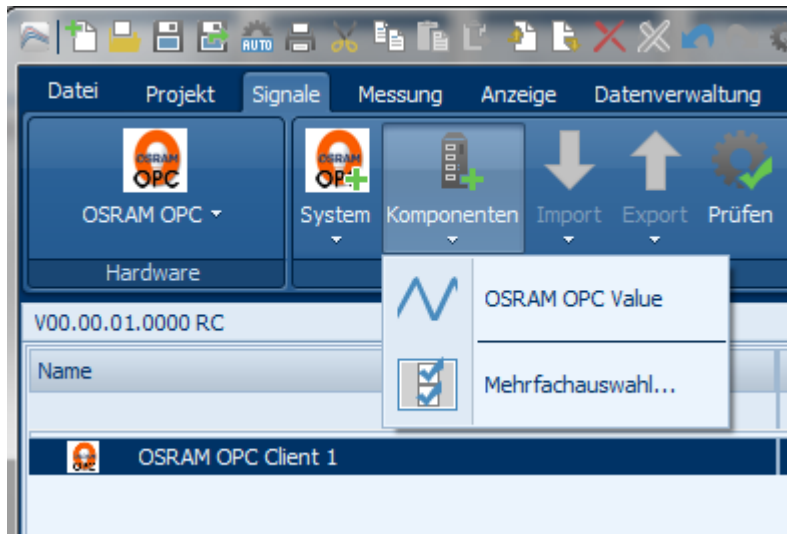 AUTO
Datei Projekt Signale Messung Anzeige Datenverwaltung
OSRAM
OPC
OSRAM
OSRAM OPC
System
Komponenten
Import
Export
Prüfen
Hardware
OSRAM OPC Value
Mehrfachauswahl...
V00.00.01.0000 RC
Name
OPC
OSRAM OPC Client 1